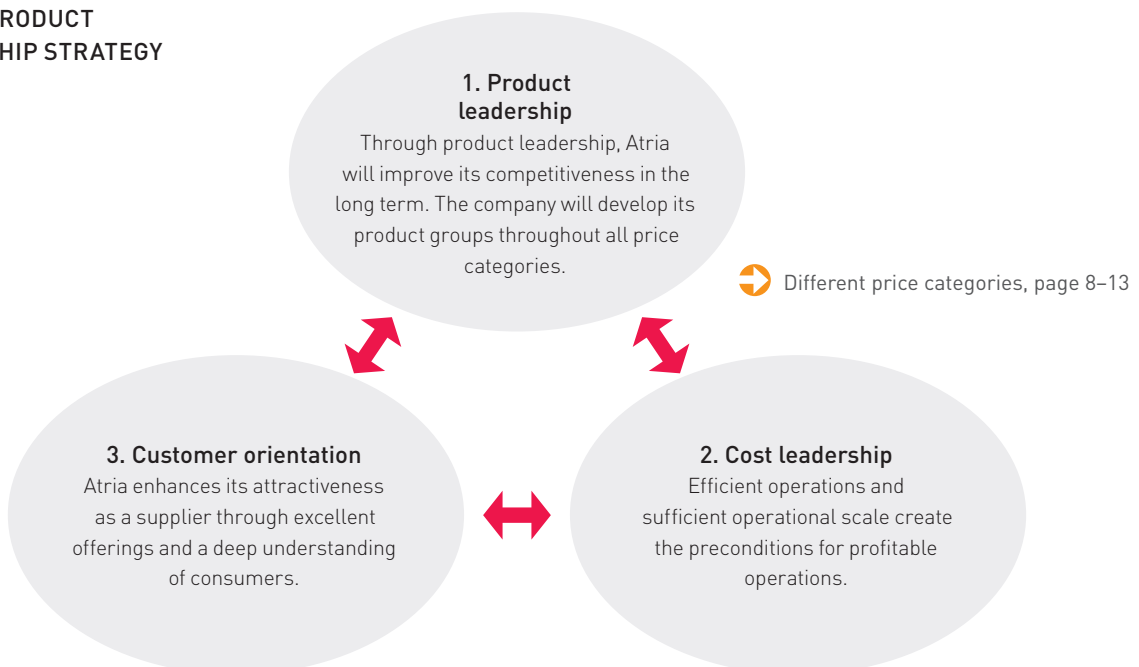 RODUCT
HIP STRATEGY
1. Product
leadership
Through product leadership, Atria
will improve its competitiveness in the
long term. The company will develop its
product groups throughout all price
categories.
Different price categories, page 8–13
3. Customer orientation
Atria enhances its attractiveness
as a supplier through excellent
offerings and a deep understanding
of consumers.
2. Cost leadership
Efficient operations and
sufficient operational scale create
the preconditions for profitable
operations.